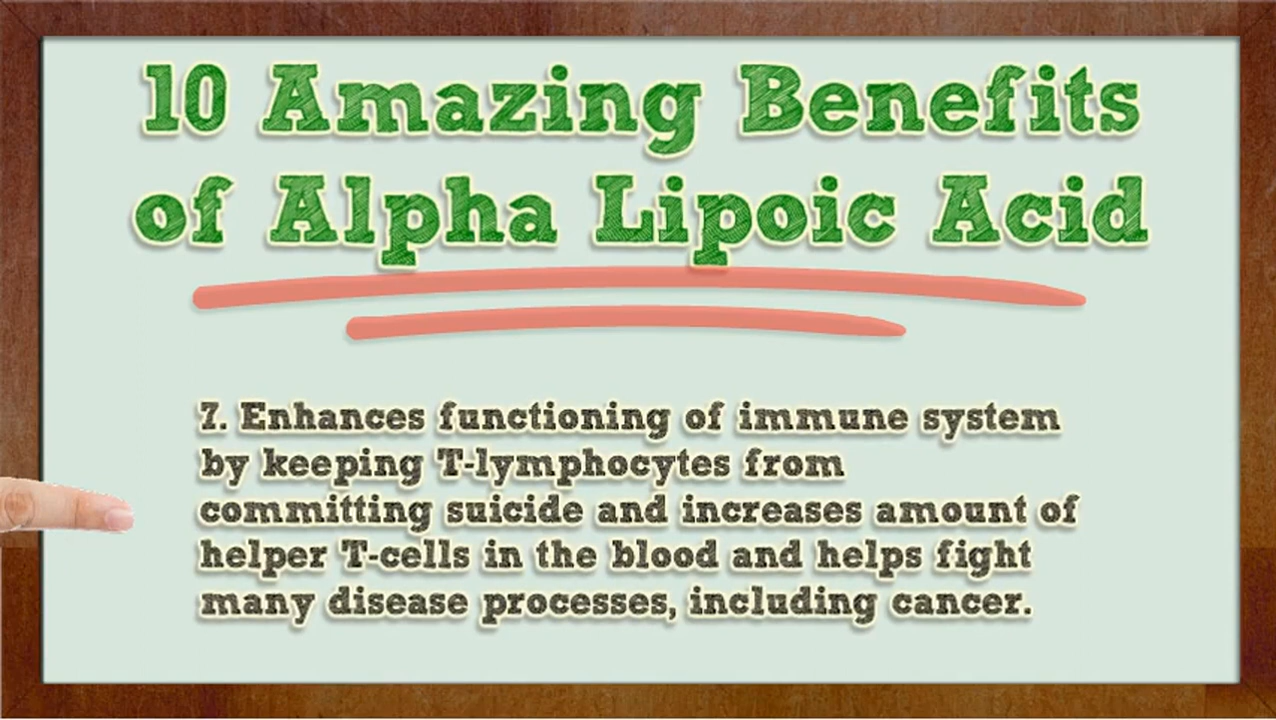 10 Amazing Benefits
of Alpha Lipoic Acid
7. Enhances functioning of immune system
by keeping T-lymphocytes from
committing suicide and increases amount of
helper T-cells in the blood and helps fight
many disease processes, including cancer.